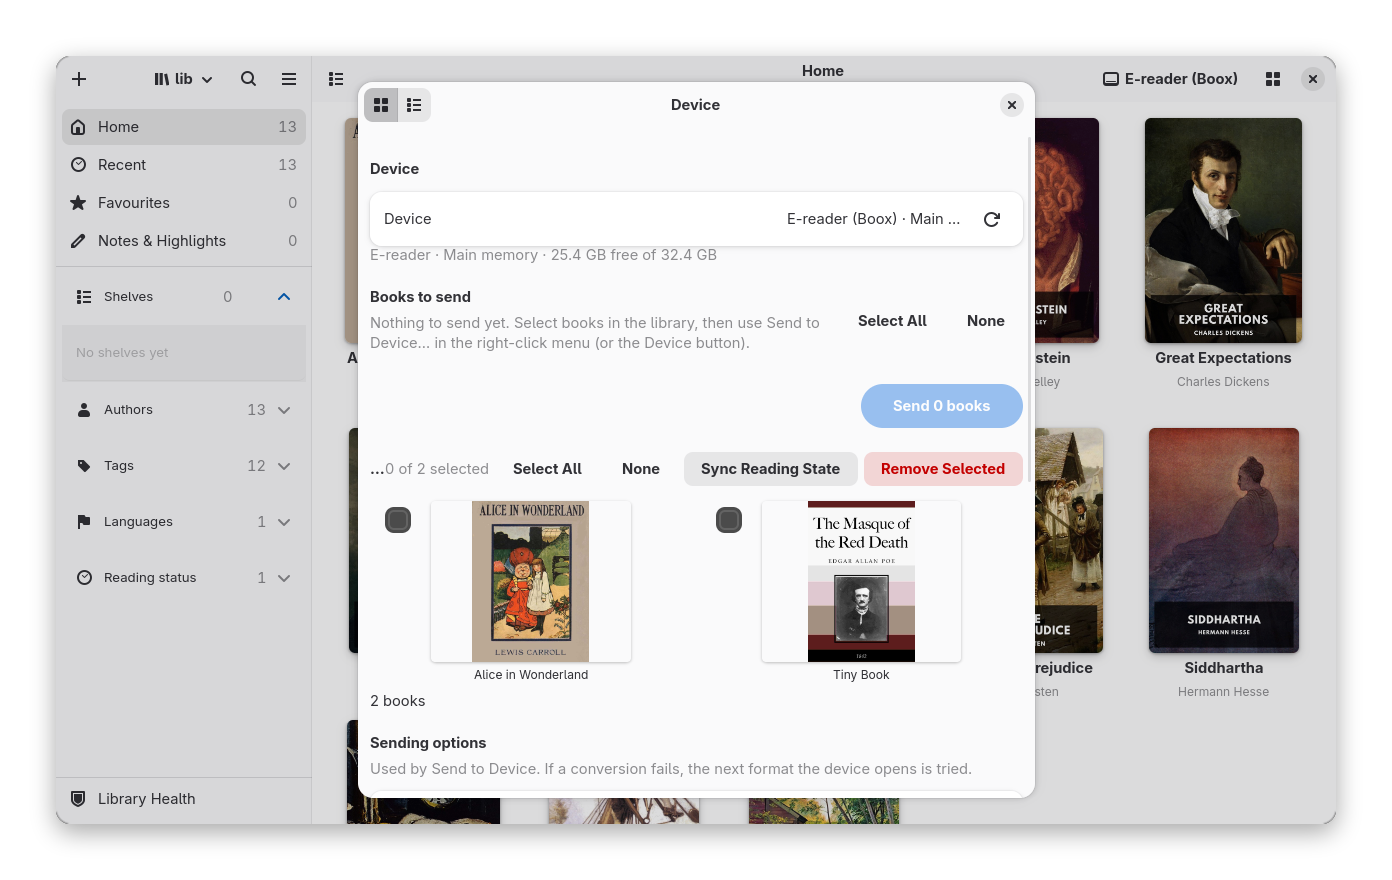 lib
Home
E-reader (Boox)
Home 13
Recent 13
Favourites 0
Notes & Highlights 0
Shelves 0
No shelves yet
Authors 13
Tags 12
Languages 1
Reading status 1
Library Health
Device
Device
Device E-reader (Boox) · Main ...
E-reader · Main memory · 25.4 GB free of 32.4 GB
Books to send
Nothing to send yet. Select books in the library, then use Send to
Device... in the right-click menu (or the Device button).
Select All None
Send 0 books
...0 of 2 selected Select All None Sync Reading State Remove Selected
ALICE IN WONDERLAND
LEWIS CARROLL
Alice in Wonderland
The Masque of
the Red Death
EDGAR ALLAN POE
1842
Tiny Book
2 books
Sending options
Used by Send to Device. If a conversion fails, the next format the device opens is tried.
A
STEIN
LEY
stein
elley
GREAT
EXPECTATIONS
CHARLES DICKENS
Great Expectations
Charles Dickens
E
UDICE
TEN
rejudice
sten
SIDDHARTHA
HERMANN HESSE
Siddhartha
Hermann Hesse